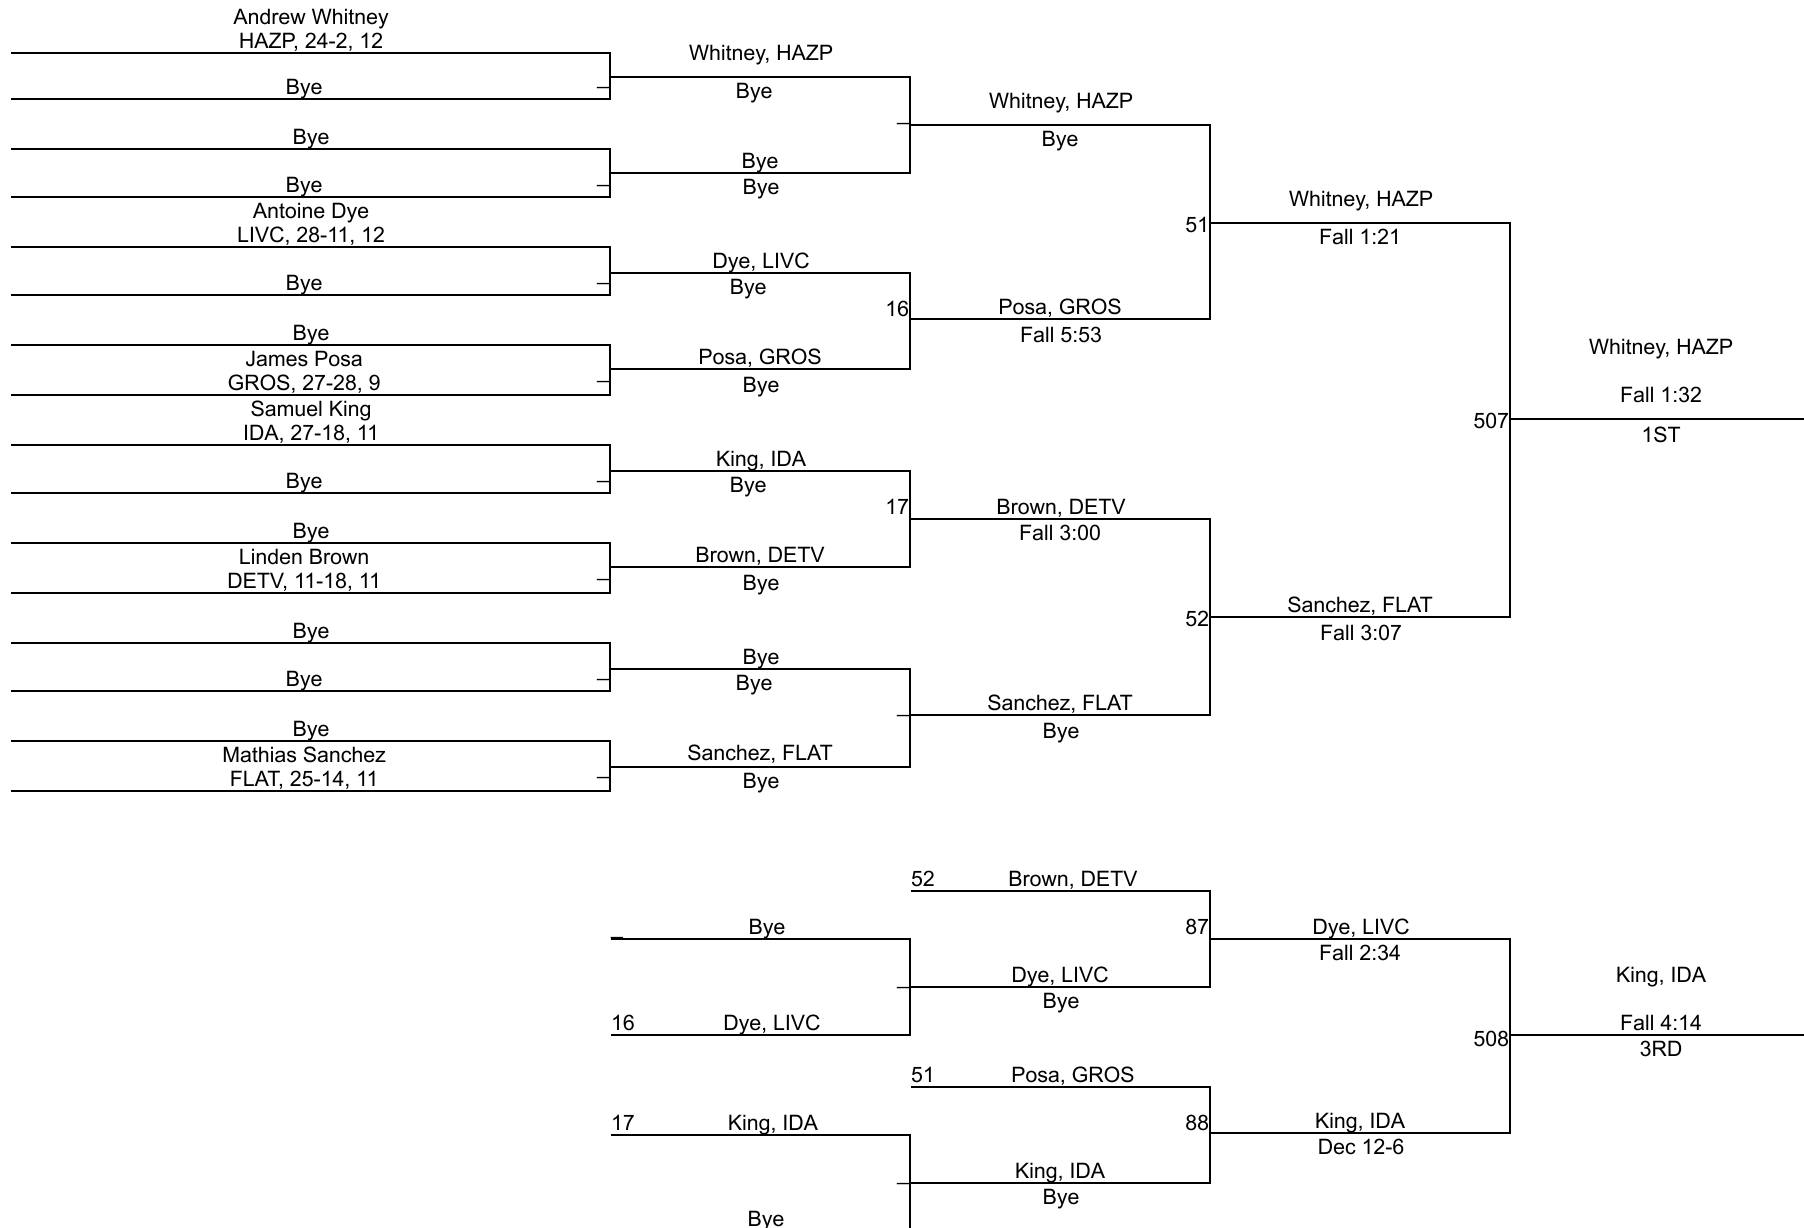 Andrew Whitney
HAZP, 24-2, 12
Bye
Bye
Bye
Antoine Dye
LIVC, 28-11, 12
Bye
Bye
James Posa
GROS, 27-28, 9
Samuel King
IDA, 27-18, 11
Bye
Bye
Linden Brown
DETV, 11-18, 11
Bye
Bye
Bye
Mathias Sanchez
FLAT, 25-14, 11
Whitney, HAZP
Bye
Bye
Bye
Dye, LIVC
Bye
16
Posa, GROS
Bye
King, IDA
Bye
17
Brown, DETV
Bye
Bye
Bye
Sanchez, FLAT
Bye
Whitney, HAZP
Bye
51
Posa, GROS
Fall 5:53
Brown, DETV
Fall 3:00
52
Sanchez, FLAT
Bye
Whitney, HAZP
Fall 1:21
507
Sanchez, FLAT
Fall 3:07
Whitney, HAZP
Fall 1:32
1ST
Bye
16 Dye, LIVC
17 King, IDA
Bye
52 Brown, DETV
87
Dye, LIVC
Bye
51 Posa, GROS
88
King, IDA
Bye
Dye, LIVC
Fall 2:34
508
King, IDA
Dec 12-6
King, IDA
Fall 4:14
3RD